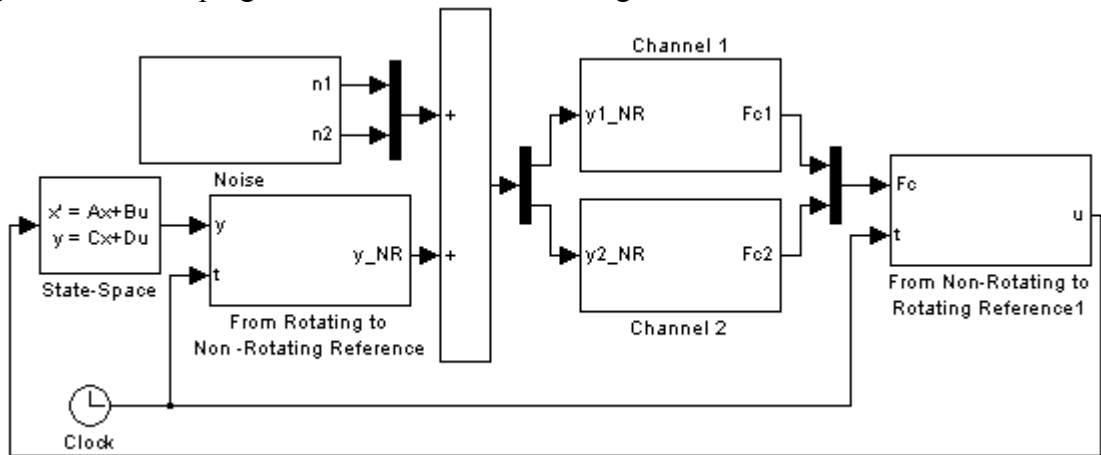 Channel 1
n1
n2
+
y1_NR
Fc1
Noise
x' = Ax+Bu
y = Cx+Du
State-Space
y
t
y_NR
+
From Rotating to
Non -Rotating Reference
y2_NR
Fc2
Channel 2
Fc
t
u
From Non-Rotating to
Rotating Reference1
Clock